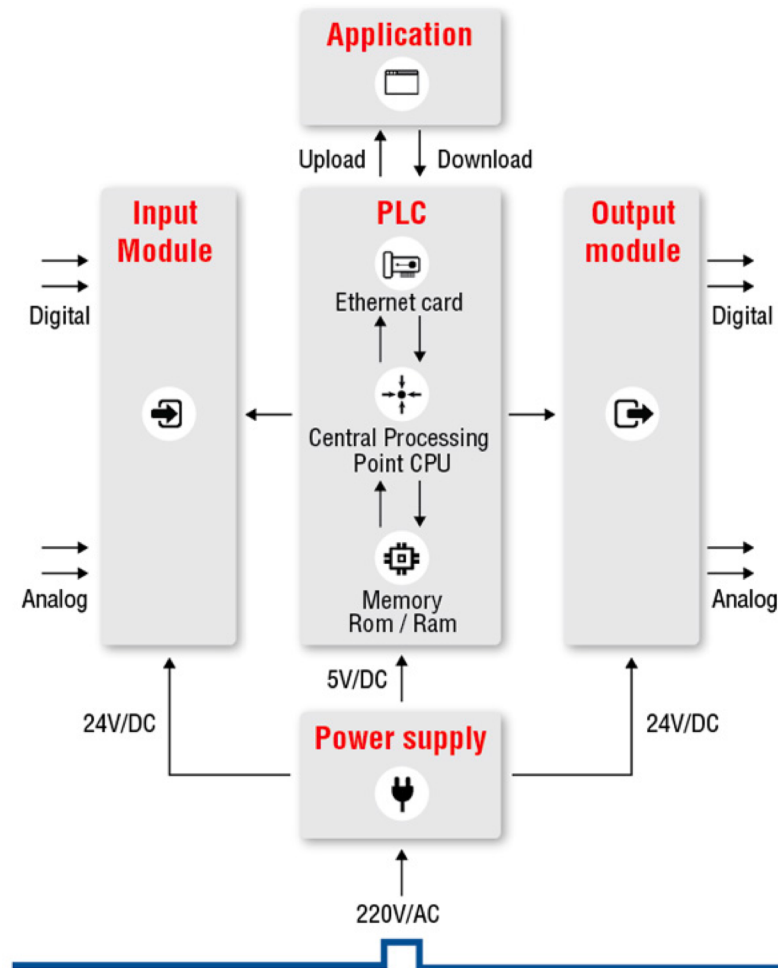 Application
Upload
Download
Input
Module
PLC
Output
module
Ethernet card
Digital
Digital
Central Processing
Point CPU
Analog
Analog
Memory
Rom / Ram
5V/DC
24V/DC
24V/DC
Power supply
220V/AC